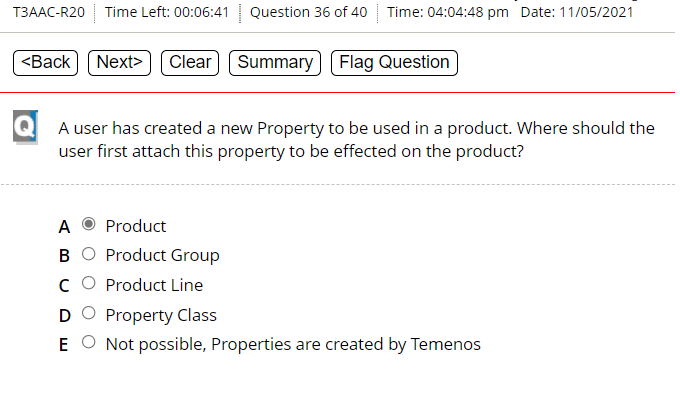 T3AAC-R20 Time Left: 00:06:41 Question 36 of 40 Time: 04:04:48 pm Date: 11/05/2021
<Back Next> Clear Summary Flag Question
Q A user has created a new Property to be used in a product. Where should the
user first attach this property to be effected on the product?
A Product
B Product Group
C Product Line
D Property Class
E Not possible, Properties are created by Temenos